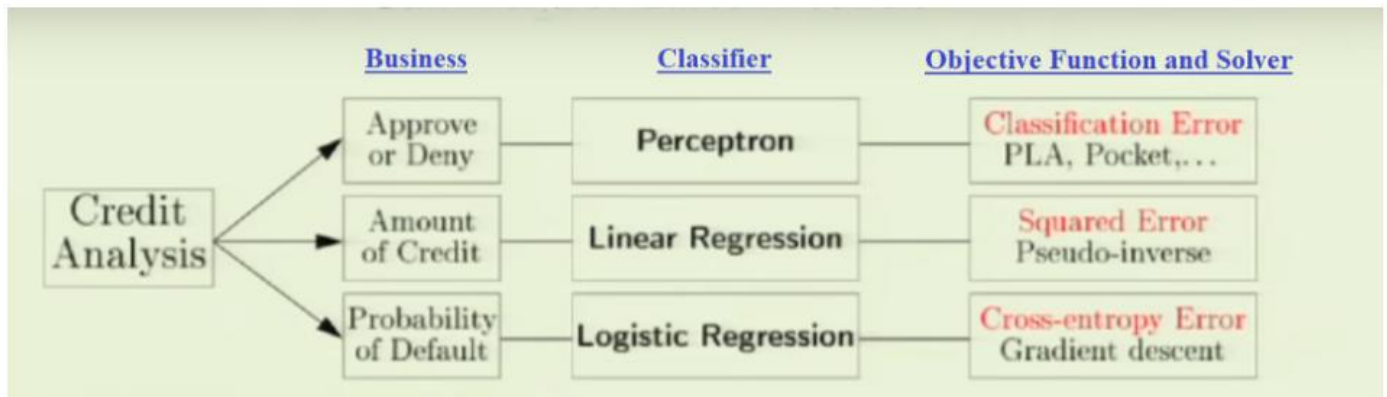 Business
Classifier
Objective Function and Solver
Credit
Analysis
Approve
or Deny
Perceptron
Classification Error
PLA, Pocket,...
Amount
of Credit
Linear Regression
Squared Error
Pseudo-inverse
Probability
of Default
Logistic Regression
Cross-entropy Error
Gradient descent